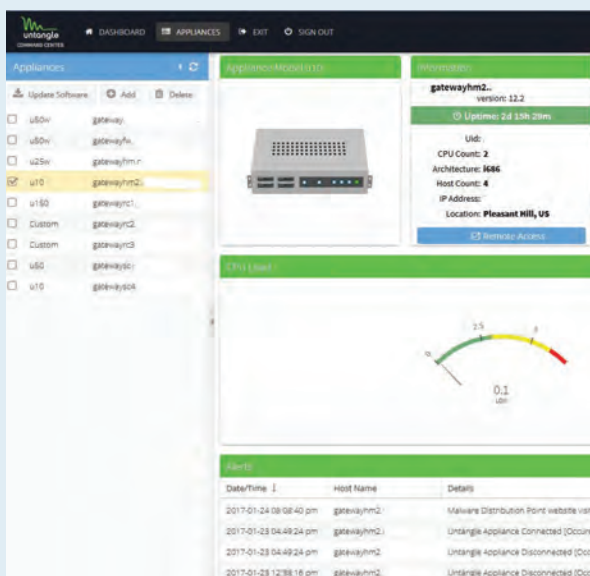 untangle
COMMAND CENTER
DASHBOARD
APPLIANCES
EXIT
SIGN OUT
Appliances
Update Software
Add
Delete
u50w gateway
u50w gatewayfw
u25w gatewayhm.r
u10 gatewayhm2.
u150 gatewayrc1
Custom gatewayrc2
Custom gatewayrc3
u50
u10 gatewaysc4
Appliance Model U10
Information
gatewayhm2..
version: 12.2
Uptime: 2d 15h 29m
Uid:
CPU Count: 2
Architecture: i686
Host Count: 4
IP Address:
Location: Pleasant Hill, US
Remote Access
CPU Load
0
2.5
0.1
Alerts
Date/Time Host Name Details
2017-01-24 08:08:40 pm gatewayhm2. Malware Distribution Point website
2017-01-23 04:49:24 pm gatewayhm2. Untangle Appliance Connected
2017-01-23 04:49:24 pm gatewayhm2. Untangle Appliance Disconnected
2017-01-23 12:58:16 pm gatewayhm2. Untangle Appliance Disconnected